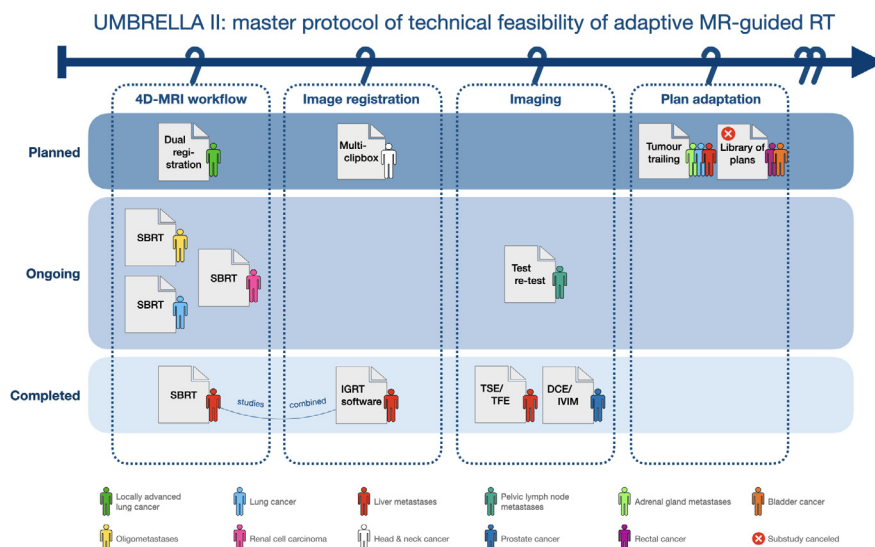 UMBRELLA II: master protocol of technical feasibility of adaptive MR-guided RT
4D-MRI workflow
Image registration
Imaging
Plan adaptation
Planned
Dual
regi-
stration
Multi-
clipbox
Tumour
trailing
Library of
plans
Ongoing
SBRT
SBRT
SBRT
Test
re-test
Completed
SBRT
studies
combined
IGRT
software
TSE/
TFE
DCE/
IVIM
Locally advanced
lung cancer
Lung cancer
Liver metastases
Pelvic lymph node
metastases
Adrenal gland metastases
Bladder cancer
Oligometastases
Renal cell carcinoma
Head & neck cancer
Prostate cancer
Rectal cancer
Substudy canceled